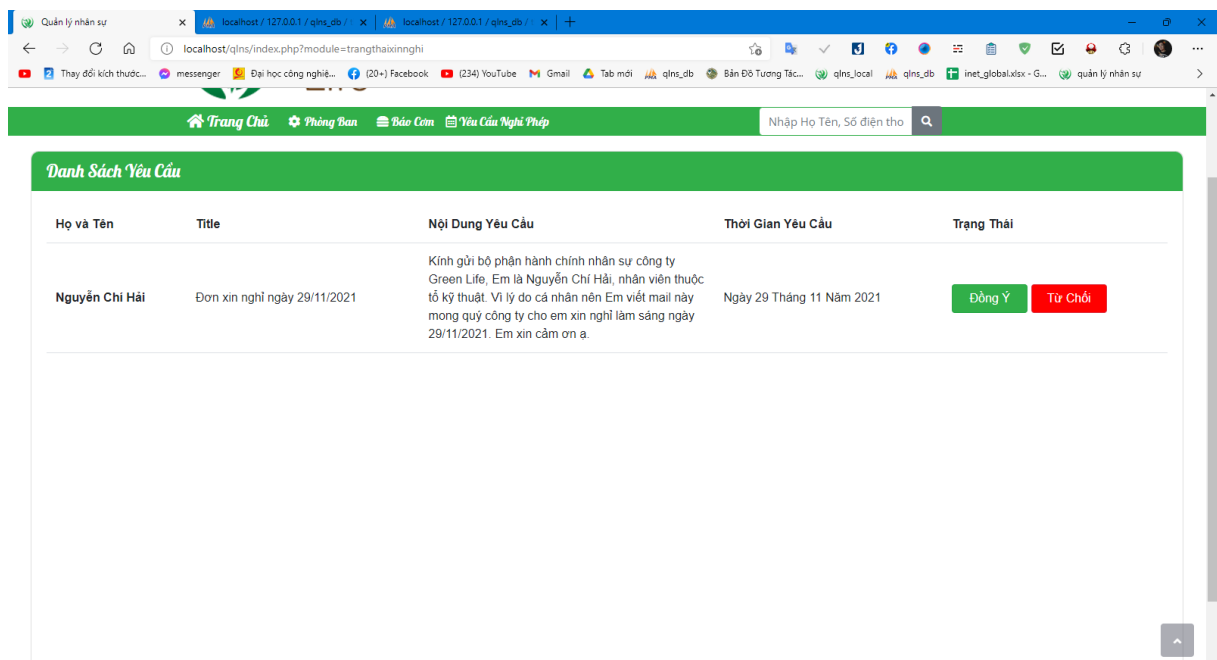 Quản lý nhân sự
localhost / 127.0.0.1 / qlns_db /
localhost / 127.0.0.1 / qlns_db /
localhost/qlns/index.php?module=trangthaixinnghi
Thay đổi kích thước... messenger Đại học công nghiệ... (20+) Facebook (234) YouTube Gmail Tab mới qlns_db Bản Đồ Tương Tác... qlns_local qlns_db inet_global.xlsx - G... quản lý nhân sự
Trang Chủ Phòng Ban Báo Cơm Yêu Cầu Nghỉ Phép Nhập Họ Tên, Số điện tho
Danh Sách Yêu Cầu
Họ và Tên Title Nội Dung Yêu Cầu Thời Gian Yêu Cầu Trạng Thái
Kính gửi bộ phận hành chính nhân sự công ty
Green Life, Em là Nguyễn Chí Hải, nhân viên thuộc
Nguyễn Chí Hải Đơn xin nghỉ ngày 29/11/2021 tổ kỹ thuật. Vì lý do cá nhân nên Em viết mail này Ngày 29 Tháng 11 Năm 2021 Đồng Ý Từ Chối
mong quý công ty cho em xin nghỉ làm sáng ngày
29/11/2021. Em xin cảm ơn ạ.